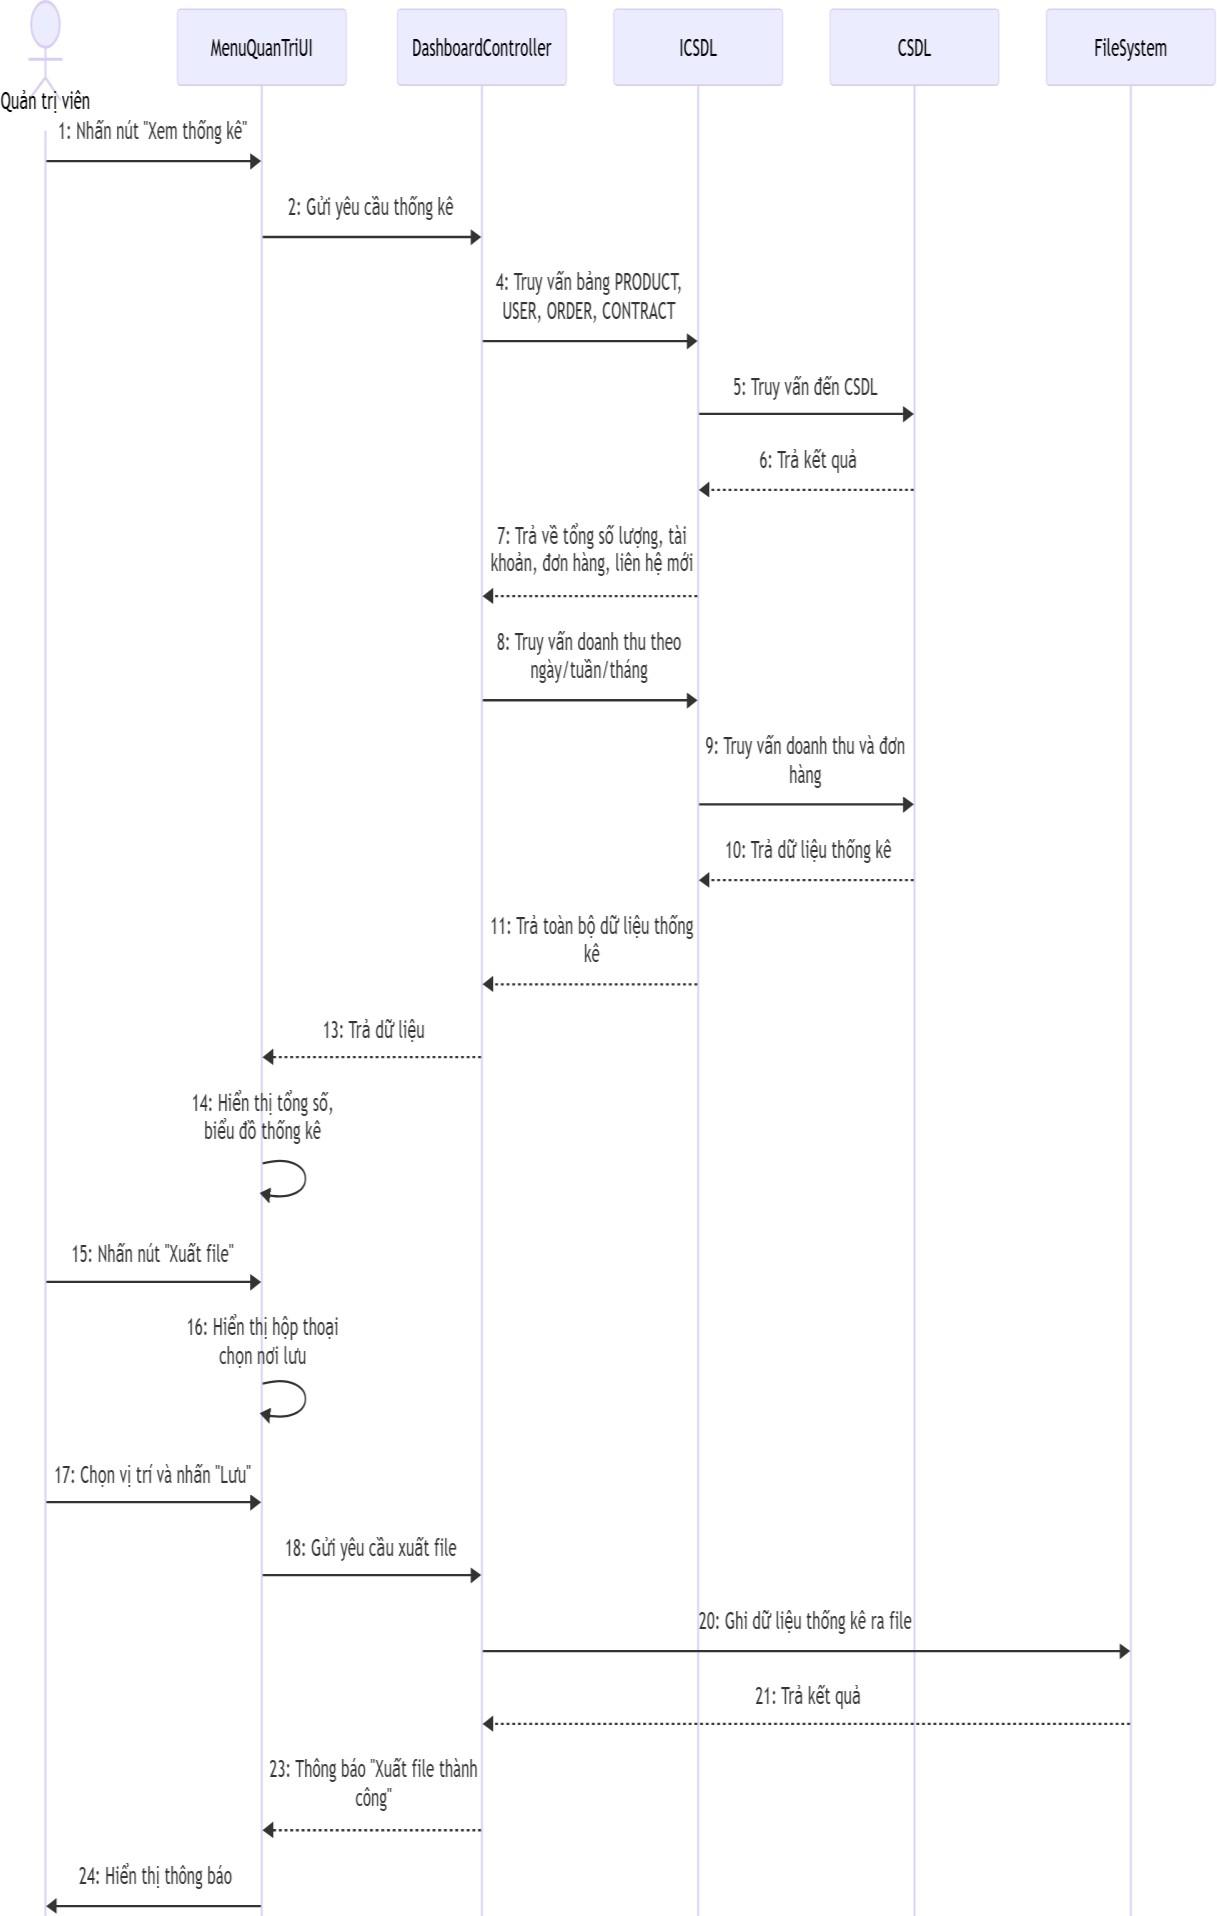 MenuQuanTriUI
DashboardController
ICSDL
CSDL
FileSystem
Quản trị viên
1: Nhấn nút "Xem thống kê"
2: Gửi yêu cầu thống kê
4: Truy vấn bảng PRODUCT,
USER, ORDER, CONTRACT
5: Truy vấn đến CSDL
6: Trả kết quả
7: Trả về tổng số lượng, tài
khoản, đơn hàng, liên hệ mới
8: Truy vấn doanh thu theo
ngày/tuần/tháng
9: Truy vấn doanh thu và đơn
hàng
10: Trả dữ liệu thống kê
11: Trả toàn bộ dữ liệu thống
kê
13: Trả dữ liệu
14: Hiển thị tổng số,
biểu đồ thống kê
15: Nhấn nút "Xuất file"
16: Hiển thị hộp thoại
chọn nơi lưu
17: Chọn vị trí và nhấn "Lưu"
18: Gửi yêu cầu xuất file
20: Ghi dữ liệu thống kê ra file
21: Trả kết quả
23: Thông báo "Xuất file thành
công"
24: Hiển thị thông báo